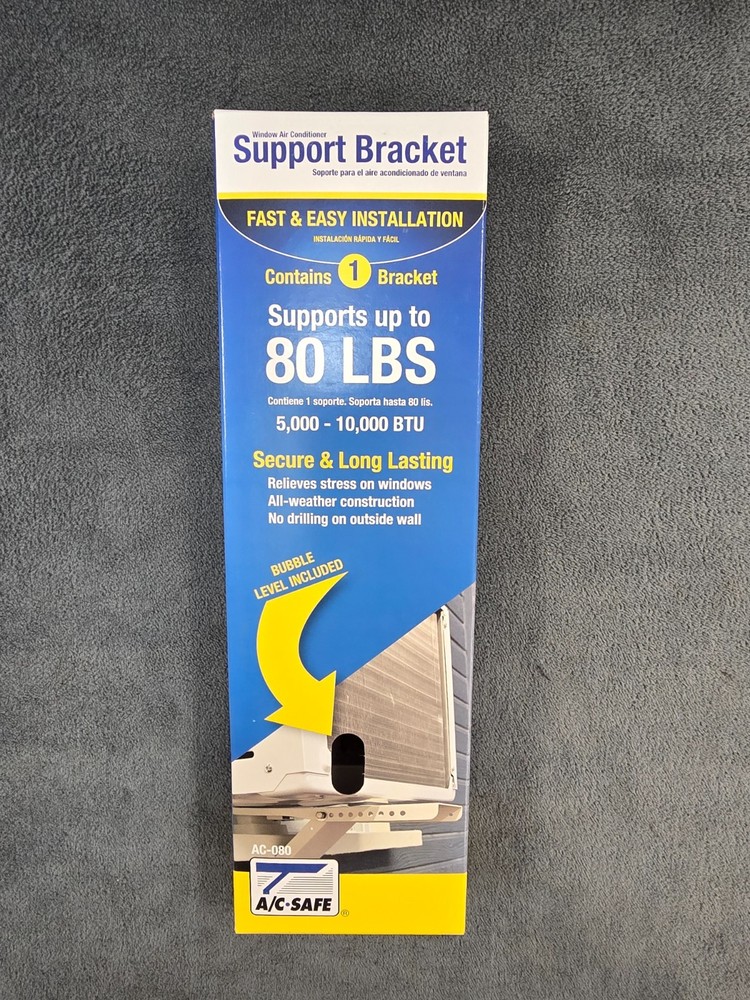 Window Air Conditioner
Support Bracket
Soporte para el aire acondicionado de ventana
FAST & EASY INSTALLATION
INSTALACIÓN RÁPIDA Y FÁCIL
Contains 1 Bracket
Supports up to
80 LBS
Contiene 1 soporte. Soporta hasta 80 lis.
5,000 - 10,000 BTU
Secure & Long Lasting
Relieves stress on windows
All-weather construction
No drilling on outside wall
BUBBLE
LEVEL INCLUDED
AC-080
A/C·SAFE ®